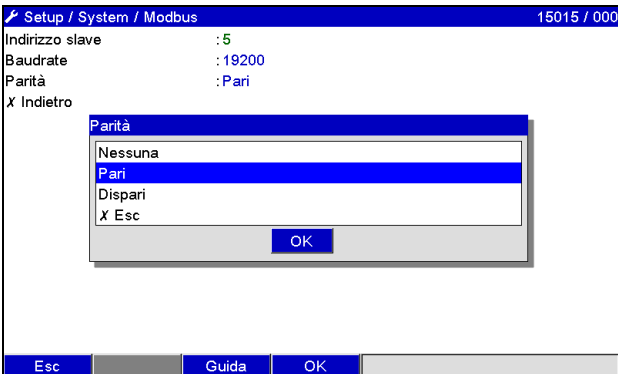 Setup / System / Modbus 15015 / 000
Indirizzo slave :5
Baudrate :19200
Parità :Pari
X Indietro
Parità
Nessuna
Pari
Dispari
X Esc
OK
Esc Guida OK